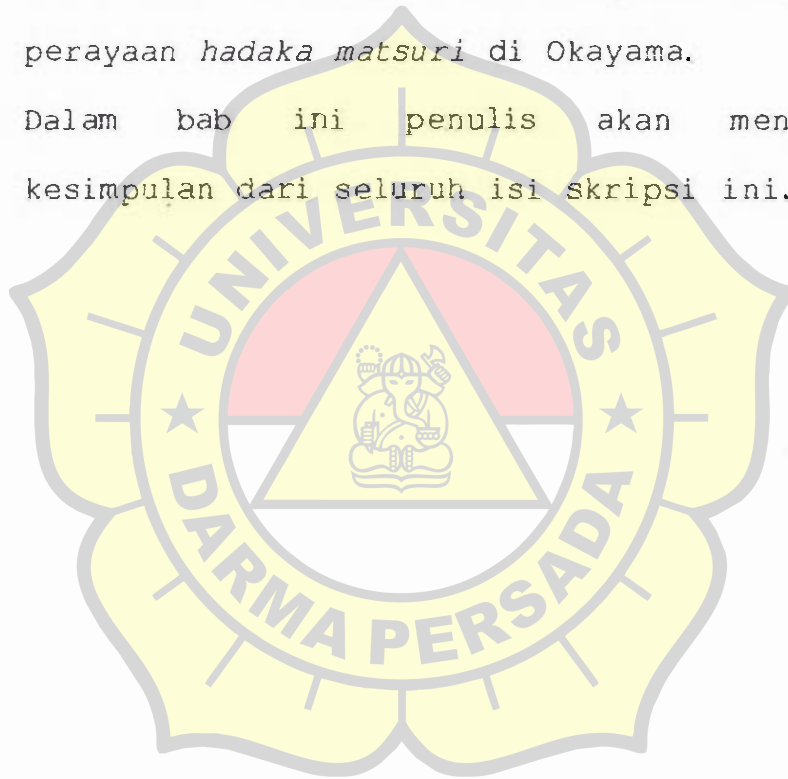 perayaan hadaka matsuri di Okayama.
Dalam bab ini penulis akan men
kesimpulan dari seluruh isi skripsi ini.
UNIVERSITAS
DARMA PERSADA